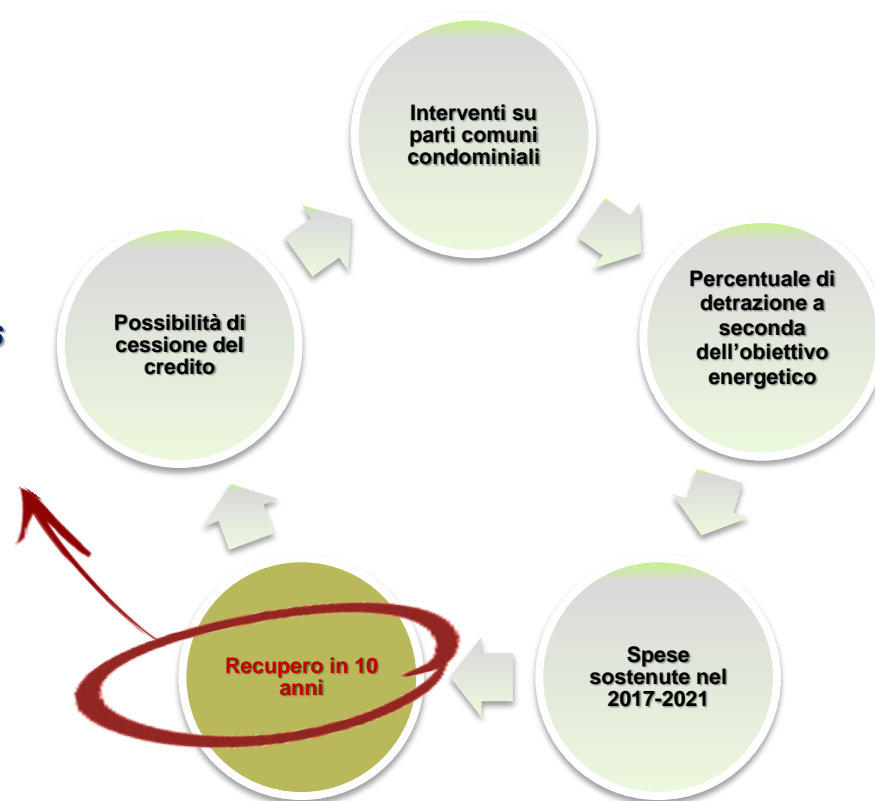 Interventi su
parti comuni
condominiali
Percentuale di
detrazione a
seconda
dell'obiettivo
energetico
Spese
sostenute nel
2017-2021
Recupero in 10
anni
Possibilità di
cessione del
credito